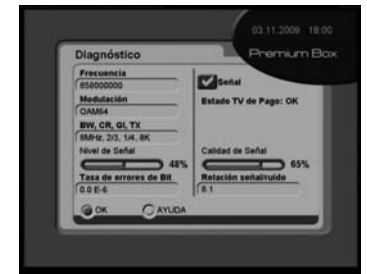 03.11.2009 18:00
Premium Box
Diagnóstico
Frecuencia
658000000
Modulación
QAM64
BW, CR, GI, TX
8MHz, 2/3, 1/4, 8K
Nivel de Señal
48%
Tasa de errores de Bit
0.0 E-6
Señal
Estado TV de Pago: OK
Calidad de Señal
65%
Relación señal/ruido
8.1
OK
AYUDA